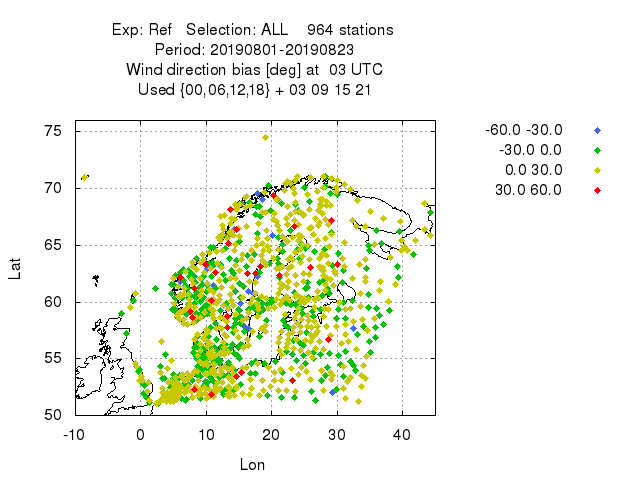 Exp: Ref   Selection: ALL    964 stations
Period: 20190801-20190823
Wind direction bias [deg] at  03 UTC
Used {00,06,12,18} + 03 09 15 21
-60.0 -30.0
-30.0 0.0
0.0 30.0
30.0 60.0
75
70
65
60
55
50
Lat
-10 0 10 20 30 40
Lon